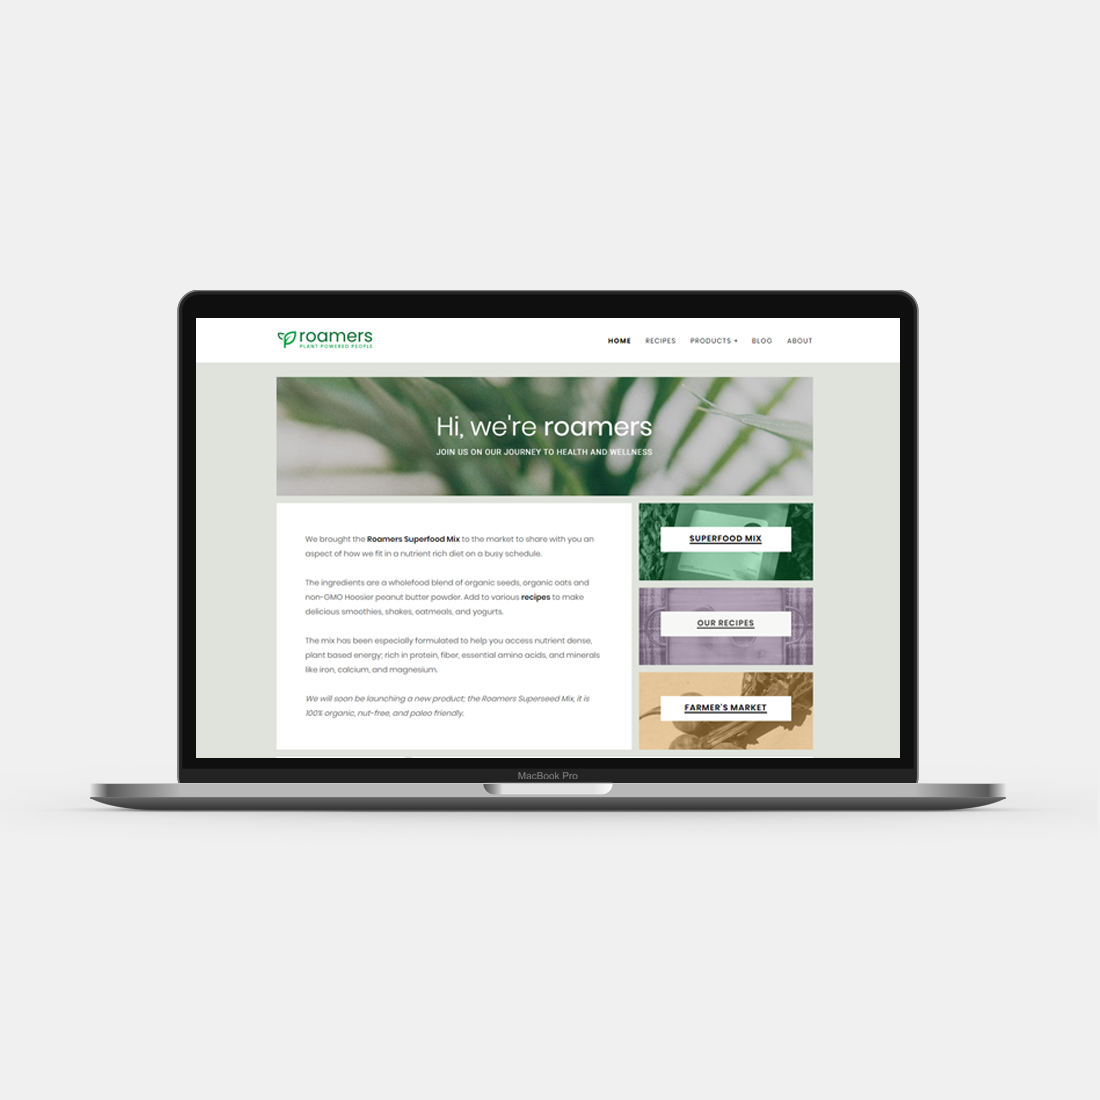 roamers
PLANT POWERED PEOPLE
HOME RECIPES PRODUCTS + BLOG ABOUT
Hi, we're roamers
JOIN US ON OUR JOURNEY TO HEALTH AND WELLNESS
We brought the Roamers Superfood Mix to the market to share with you an
aspect of how we fit in a nutrient rich diet on a busy schedule.
The ingredients are a wholefood blend of organic seeds, organic oats and
non-GMO Hoosier peanut butter powder. Add to various recipes to make
delicious smoothies, shakes, oatmeals, and yogurts.
The mix has been especially formulated to help you access nutrient dense,
plant based energy; rich in protein, fiber, essential amino acids, and minerals
like iron, calcium, and magnesium.
We will soon be launching a new product; the Roamers Superseed Mix, it is
100% organic, nut-free, and paleo friendly.
SUPERFOOD MIX
OUR RECIPES
FARMER'S MARKET
MacBook Pro